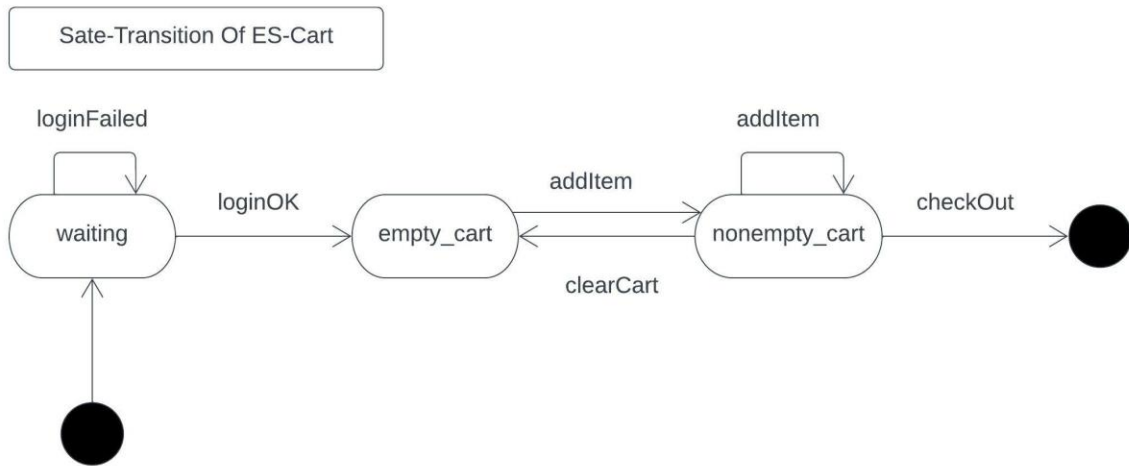 Sate-Transition Of ES-Cart
loginFailed
addItem
loginOK
addItem
checkOut
waiting
empty_cart
nonempty_cart
clearCart